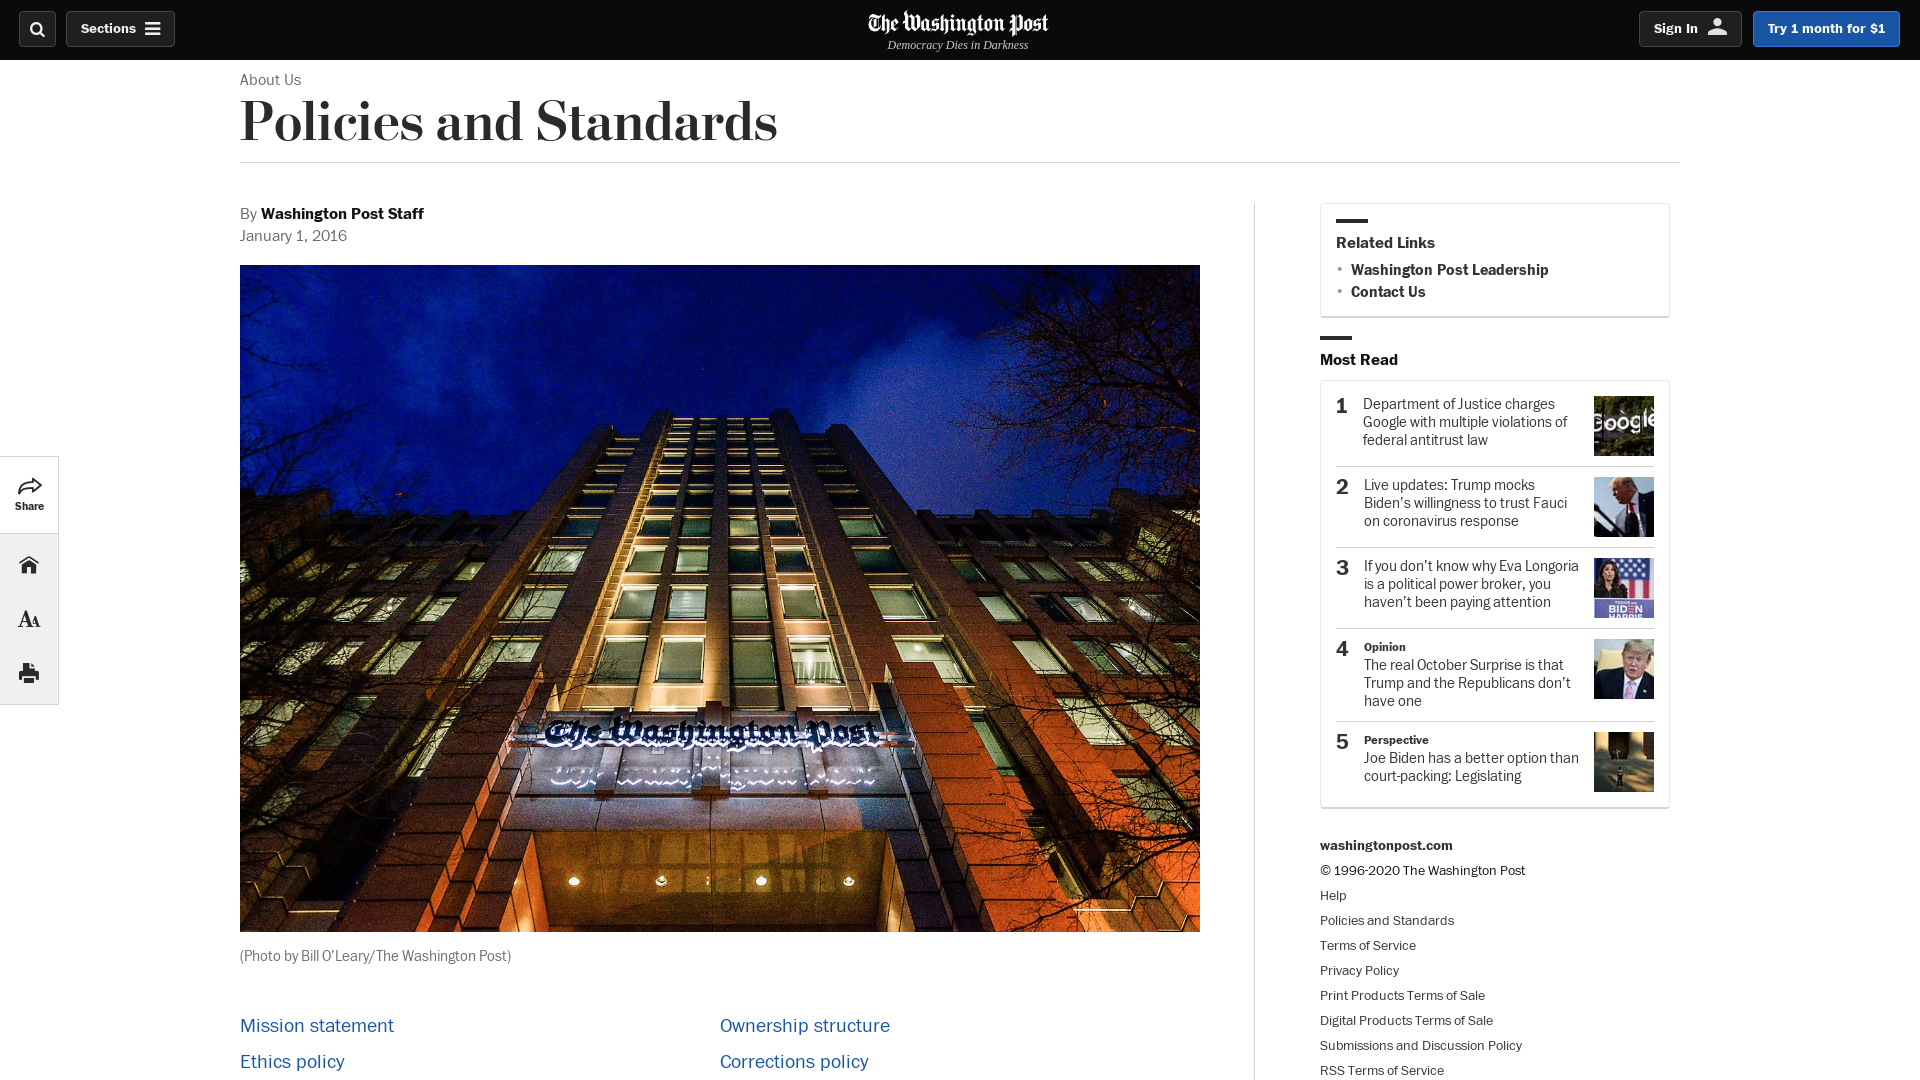 Sections
The Washington Post
Democracy Dies in Darkness
Sign In
Try 1 month for $1
About Us
Policies and Standards
By Washington Post Staff
January 1, 2016
The Washington Post
(Photo by Bill O’Leary/The Washington Post)
Mission statement
Ownership structure
Ethics policy
Corrections policy
Share
AA
Related Links
• Washington Post Leadership
• Contact Us
Most Read
1 Department of Justice charges
Google with multiple violations of
federal antitrust law
Google
2 Live updates: Trump mocks
Biden’s willingness to trust Fauci
on coronavirus response
3 If you don’t know why Eva Longoria
is a political power broker, you
haven’t been paying attention
TODOS
BIDEN
HARRIS
4 Opinion
The real October Surprise is that
Trump and the Republicans don’t
have one
5 Perspective
Joe Biden has a better option than
court-packing: Legislating
washingtonpost.com
© 1996-2020 The Washington Post
Help
Policies and Standards
Terms of Service
Privacy Policy
Print Products Terms of Sale
Digital Products Terms of Sale
Submissions and Discussion Policy
RSS Terms of Service